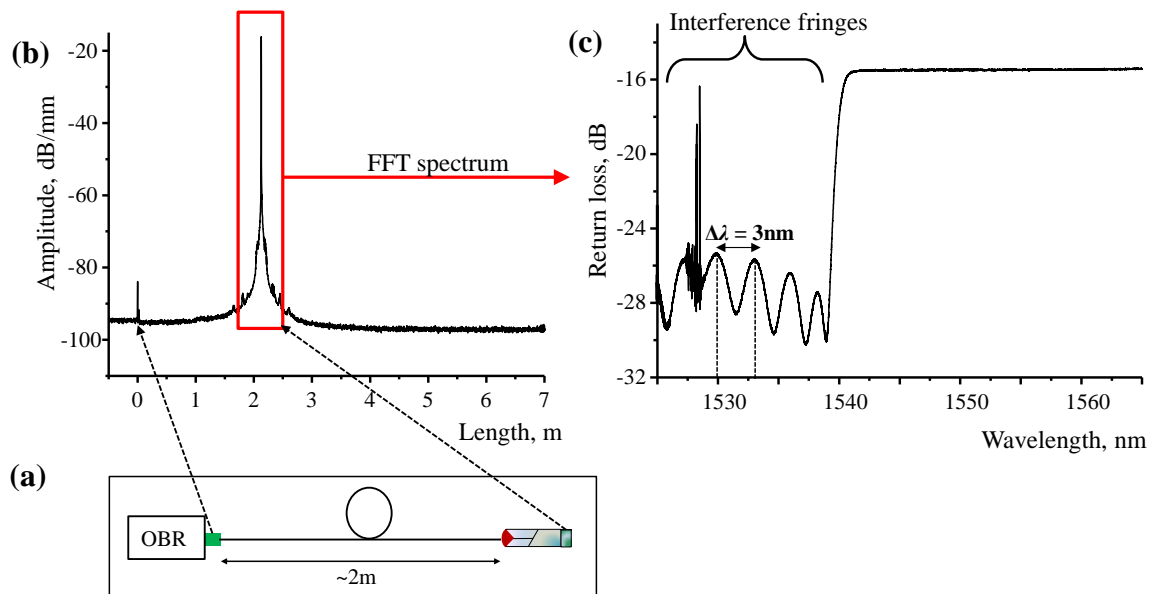 (b)
-20
-40
-60
-80
-100
Amplitude, dB/mm
0 1 2 3 4 5 6 7
Length, m
FFT spectrum
(c)
Interference fringes
-16
-20
-24
-28
-32
Return loss, dB
Δλ = 3nm
1530 1540 1550 1560
Wavelength, nm
(a)
OBR
~2m